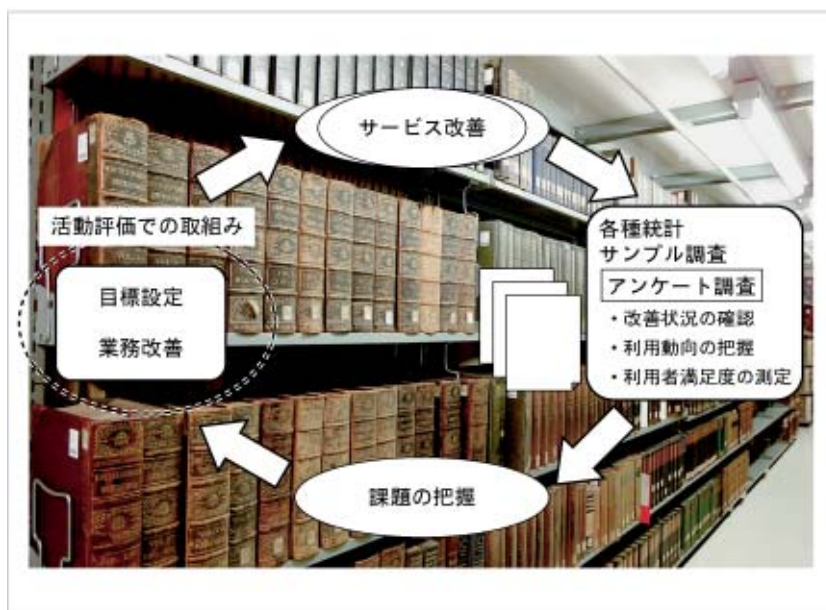 サービス改善
活動評価での取組み
目標設定
業務改善
各種統計
サンプル調査
アンケート調査
・改善状況の確認
・利用動向の把握
・利用者満足度の測定
課題の把握